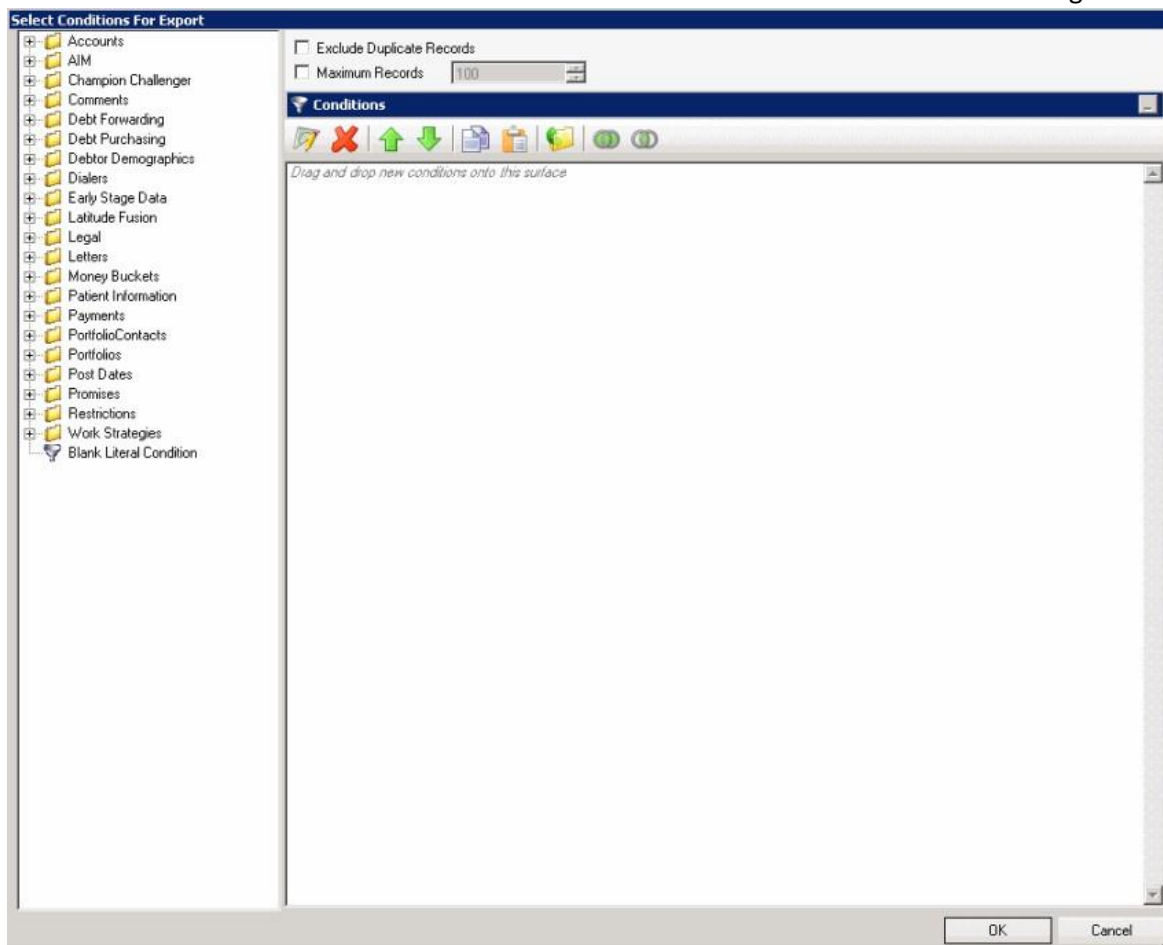 Select Conditions For Export
Accounts
AIM
Champion Challenger
Comments
Debt Forwarding
Debt Purchasing
Debtor Demographics
Dialers
Early Stage Data
Latitude Fusion
Legal
Letters
Money Buckets
Patient Information
Payments
PortfolioContacts
Portfolios
Post Dates
Promises
Restrictions
Work Strategies
Blank Literal Condition
Exclude Duplicate Records
Maximum Records 100
Conditions
Drag and drop new conditions onto this surface
OK Cancel